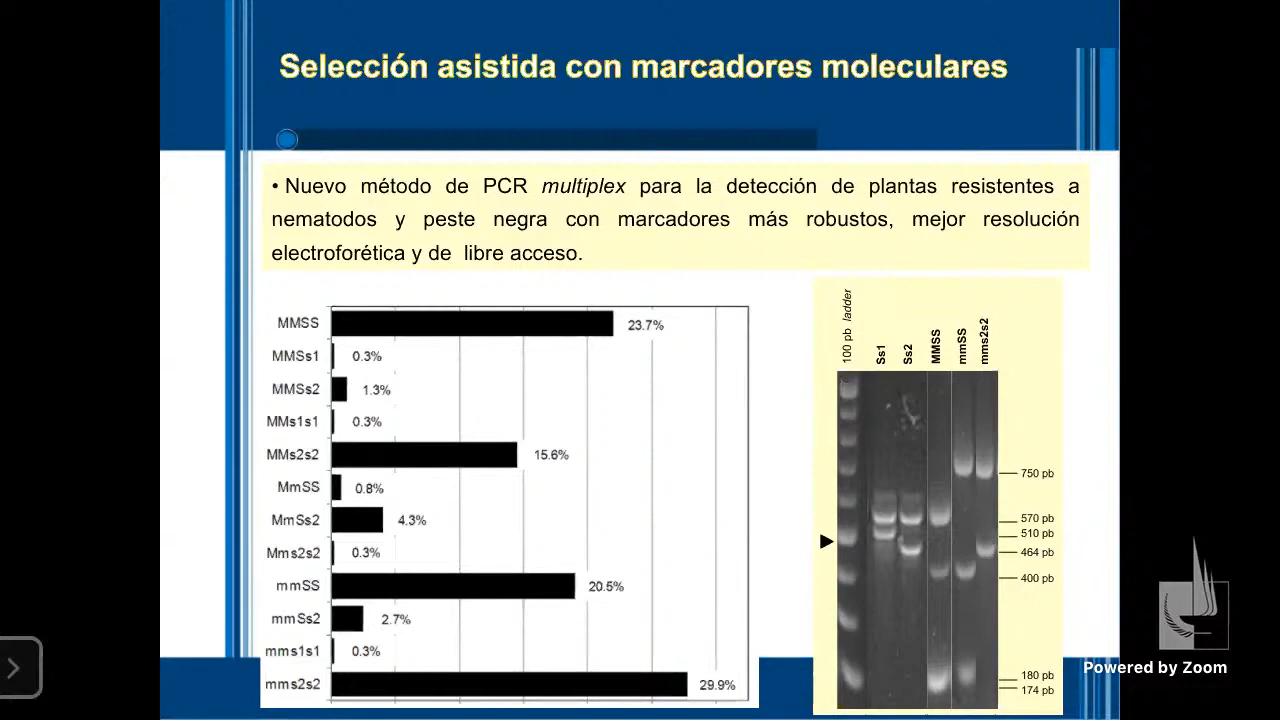 Selección asistida con marcadores moleculares
• Nuevo método de PCR multiplex para la detección de plantas resistentes a
nematodos y peste negra con marcadores más robustos, mejor resolución
electroforética y de libre acceso.
MMSS 23.7%
MMSs1 0.3%
MMSs2 1.3%
MMs1s1 0.3%
MMs2s2 15.6%
MmSS 0.8%
MmSs2 4.3%
Mms2s2 0.3%
mmSS 20.5%
mmSs2 2.7%
mms1s1 0.3%
mms2s2 29.9%
100 pb ladder
Ss1
Ss2
MMSS
mmSS
mms2s2
750 pb
570 pb
510 pb
464 pb
400 pb
180 pb
174 pb
Powered by Zoom